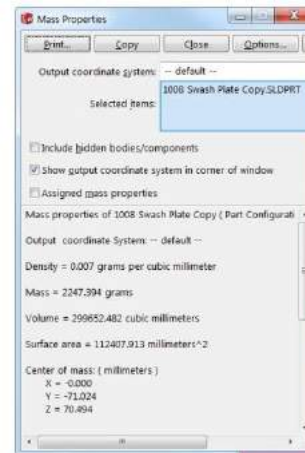 Mass Properties
Print... Copy Close Options...
Output coordinate system: -- default --
1008 Swash Plate Copy.SLDPRT
Selected items:
Include hidden bodies/components
Show output coordinate system in corner of window
Assigned mass properties
Mass properties of 1008 Swash Plate Copy ( Part Configurati
Output coordinate System: -- default --
Density = 0.007 grams per cubic millimeter
Mass = 2247.394 grams
Volume = 299652.482 cubic millimeters
Surface area = 112407.913 millimeters^2
Center of mass: ( millimeters )
X = -0.000
Y = -71.024
Z = 70.494